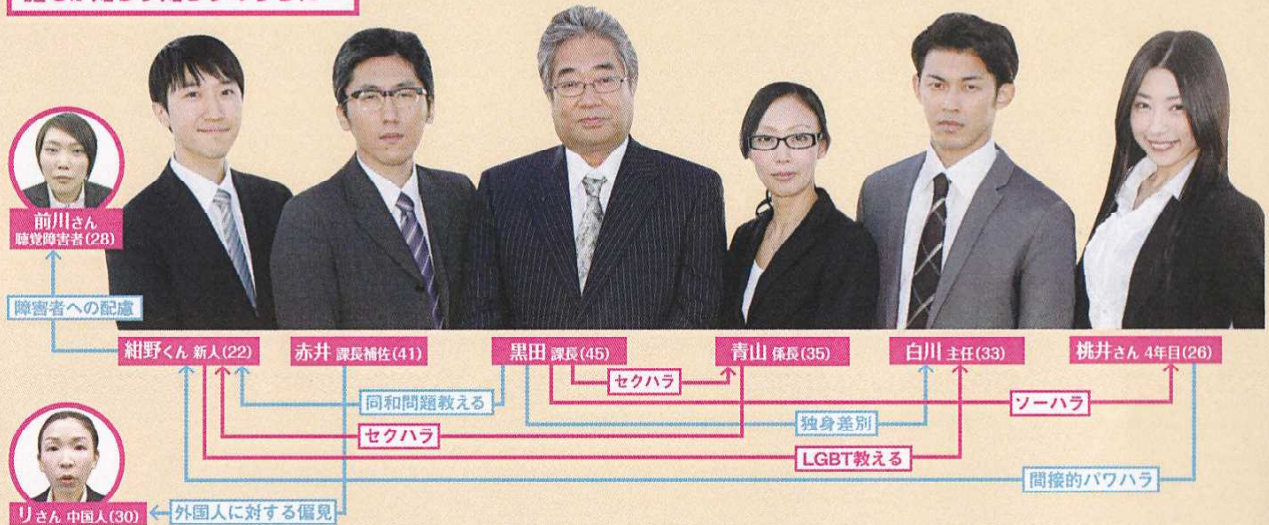 前川さん
聴覚障害者(28)
障害者への配慮
紺野くん 新人(22)
赤井 課長補佐(41)
黒田 課長(45)
青山 係長(35)
白川 主任(33)
桃井さん 4年目(26)
セクハラ
同和問題教える
ソーハラ
独身差別
セクハラ
LGBT教える
間接的パワハラ
リさん 中国人(30)
外国人に対する偏見